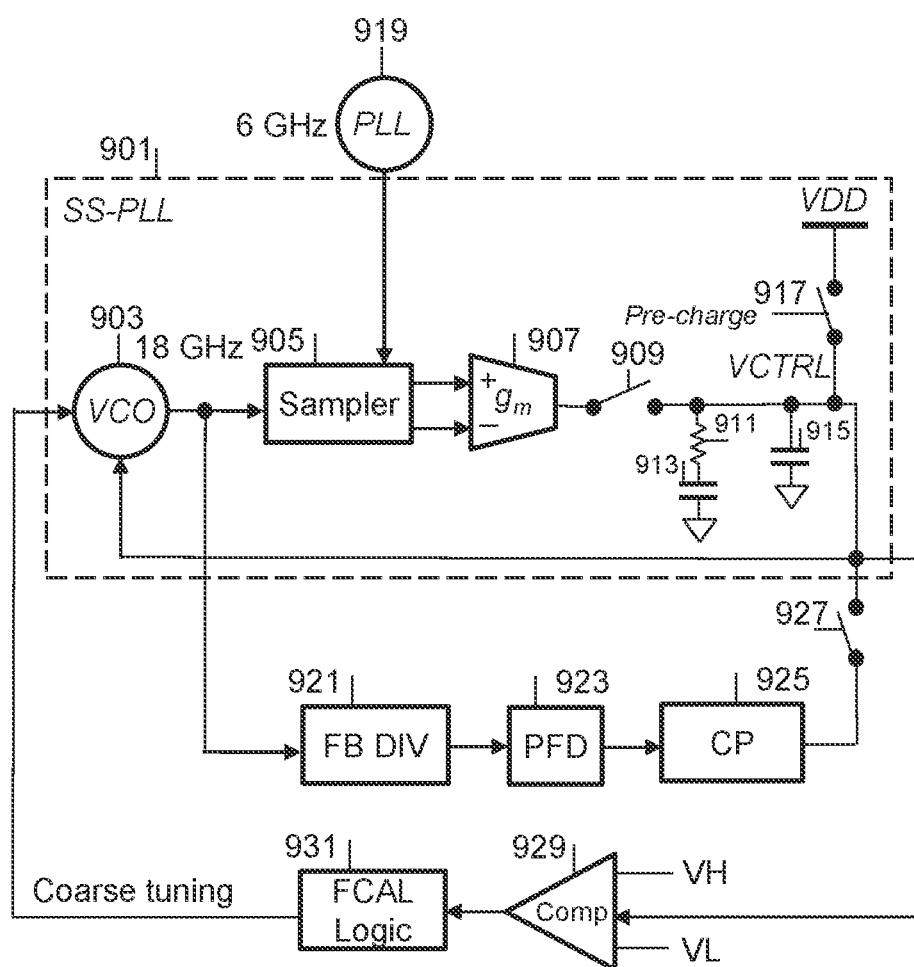 919
6 GHz
PLL
901
SS-PLL
VDD
903
18 GHz
905
907
909
917
Pre-charge
VCTRL
VCO
Sampler
+
gm
−
911
913
915
927
921
923
925
FB DIV
PFD
CP
931
929
VH
Coarse tuning
FCAL
Logic
Comp
VL